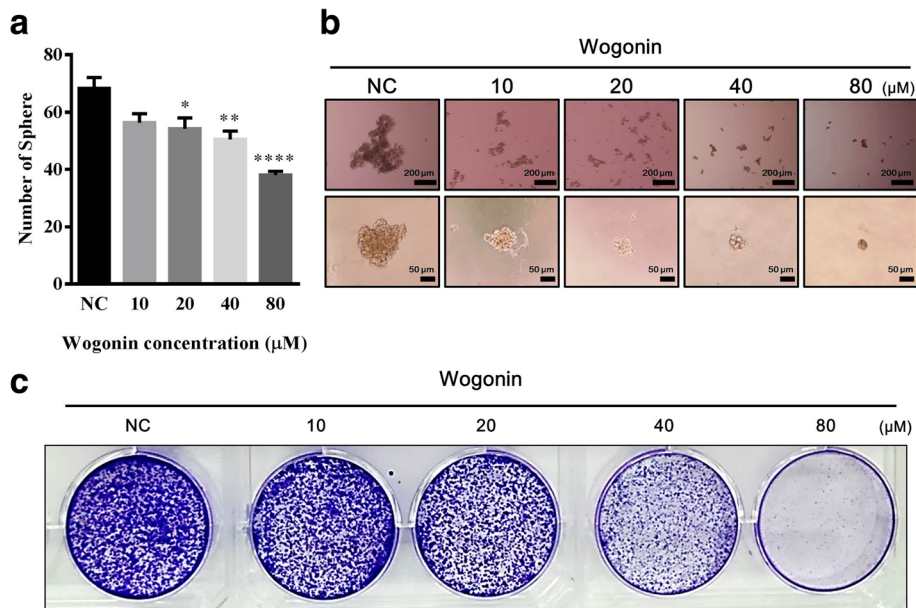 a
80
60
40
20
0
Number of Sphere
*
**
****
NC 10 20 40 80
Wogonin concentration (μM)
b
Wogonin
NC 10 20 40 80 (μM)
200 μm 200 μm 200 μm 200 μm 200 μm
50 μm 50 μm 50 μm 50 μm 50 μm
c
Wogonin
NC 10 20 40 80 (μM)